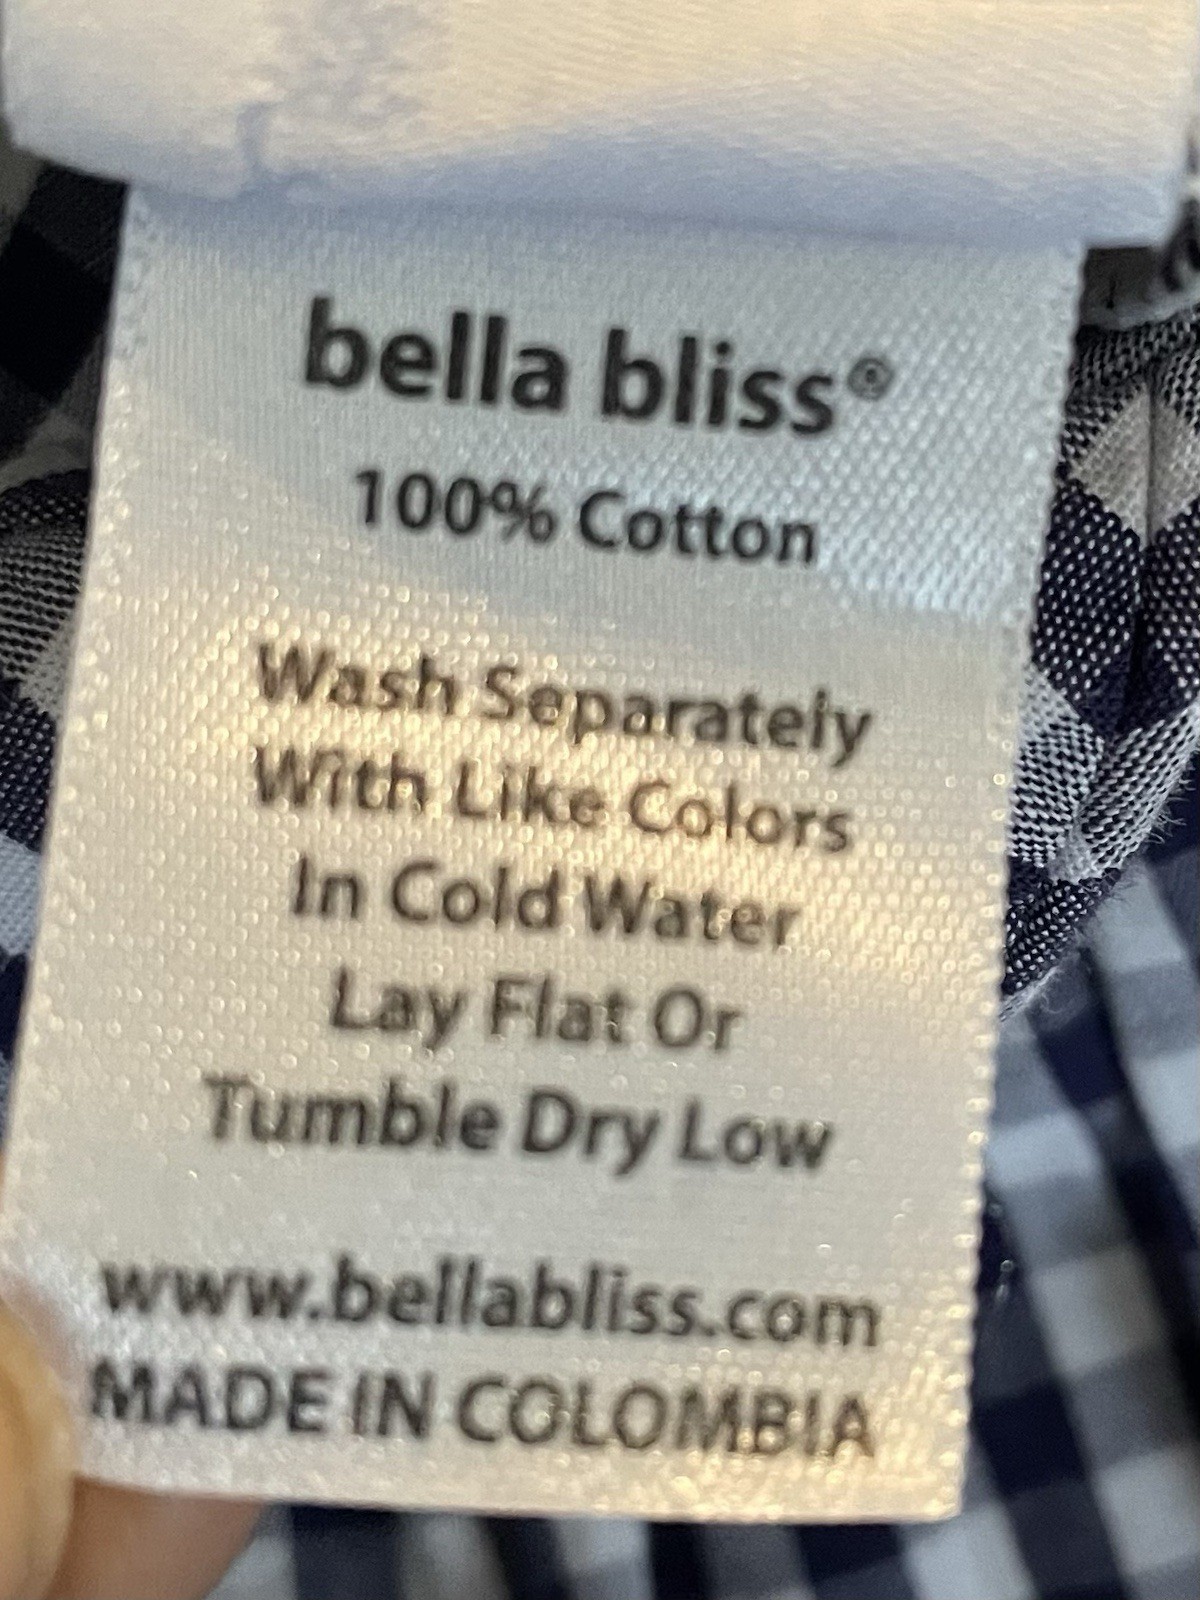 bella bliss®
100% Cotton
Wash Separately
With Like Colors
In Cold Water
Lay Flat Or
Tumble Dry Low
www.bellabliss.com
MADE IN COLOMBIA